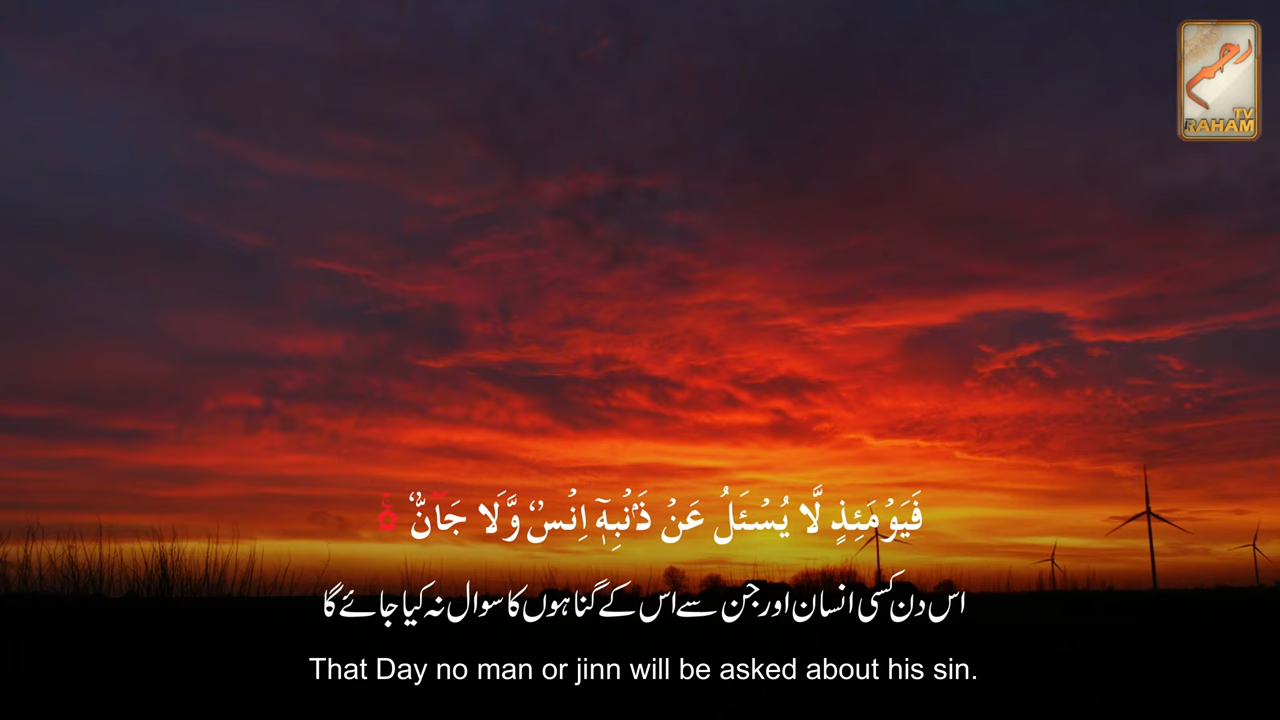 رحم
TV
RAHAM
فَيَوۡمَئِذٍ لَّا يُسۡـَٔلُ عَنۡ ذَنۡۢبِهٖۤ اِنۡسٌ وَّلَا جَآنٌّ‌ۚ
اس دن کسی انسان اور جن سے اس کے گناہوں کا سوال نہ کیا جائے گا
That Day no man or jinn will be asked about his sin.